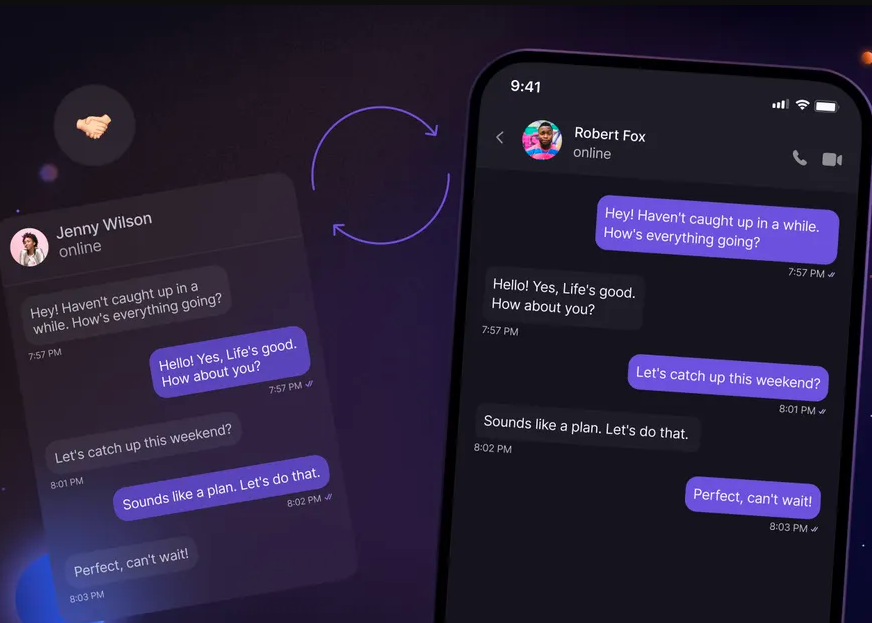 Jenny Wilson
online
Hey! Haven't caught up in a
while. How's everything going?
7:57 PM
Hello! Yes, Life's good.
How about you?
7:57 PM
Let's catch up this weekend?
8:01 PM
Sounds like a plan. Let's do that.
8:02 PM
Perfect, can't wait!
8:03 PM
9:41
Robert Fox
online
Hey! Haven't caught up in a while.
How's everything going?
7:57 PM
Hello! Yes, Life's good.
How about you?
7:57 PM
Let's catch up this weekend?
8:01 PM
Sounds like a plan. Let's do that.
8:02 PM
Perfect, can't wait!
8:03 PM